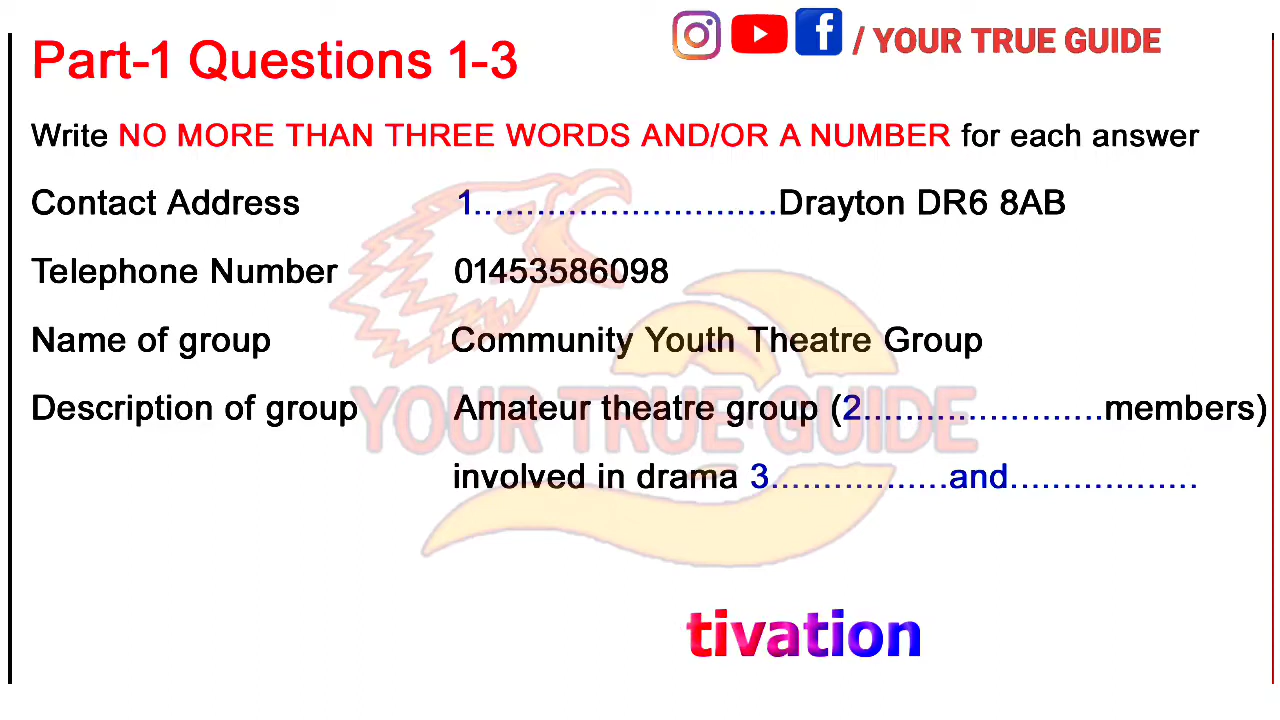 f / YOUR TRUE GUIDE
Part-1 Questions 1-3
Write NO MORE THAN THREE WORDS AND/OR A NUMBER for each answer
Contact Address 1.............................Drayton DR6 8AB
Telephone Number 01453586098
Name of group Community Youth Theatre Group
Description of group Amateur theatre group (2.......................members)
YOUR TRUE GUIDE
involved in drama 3.................and..................
tivation